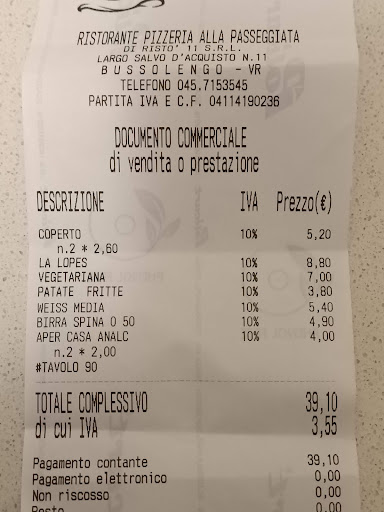 RISTORANTE PIZZERIA ALLA PASSEGGIATA
DI RISTO' 11 S.R.L.
LARGO SALVO D'ACQUISTO N.11
BUSSOLENGO - VR
TELEFONO 045.7153545
PARTITA IVA E C.F. 04114190236
DOCUMENTO COMMERCIALE
di vendita o prestazione
DESCRIZIONE IVA Prezzo(€)
COPERTO 10% 5,20
n.2 * 2,60
LA LOPES 10% 8,80
VEGETARIANA 10% 7,00
PATATE FRITTE 10% 3,80
WEISS MEDIA 10% 5,40
BIRRA SPINA 0 50 10% 4,90
APER CASA ANALC 10% 4,00
n.2 * 2,00
#TAVOLO 90
TOTALE COMPLESSIVO 39,10
di cui IVA 3,55
Pagamento contante 39,10
Pagamento elettronico 0,00
Non riscosso 0,00
Resto 0,00